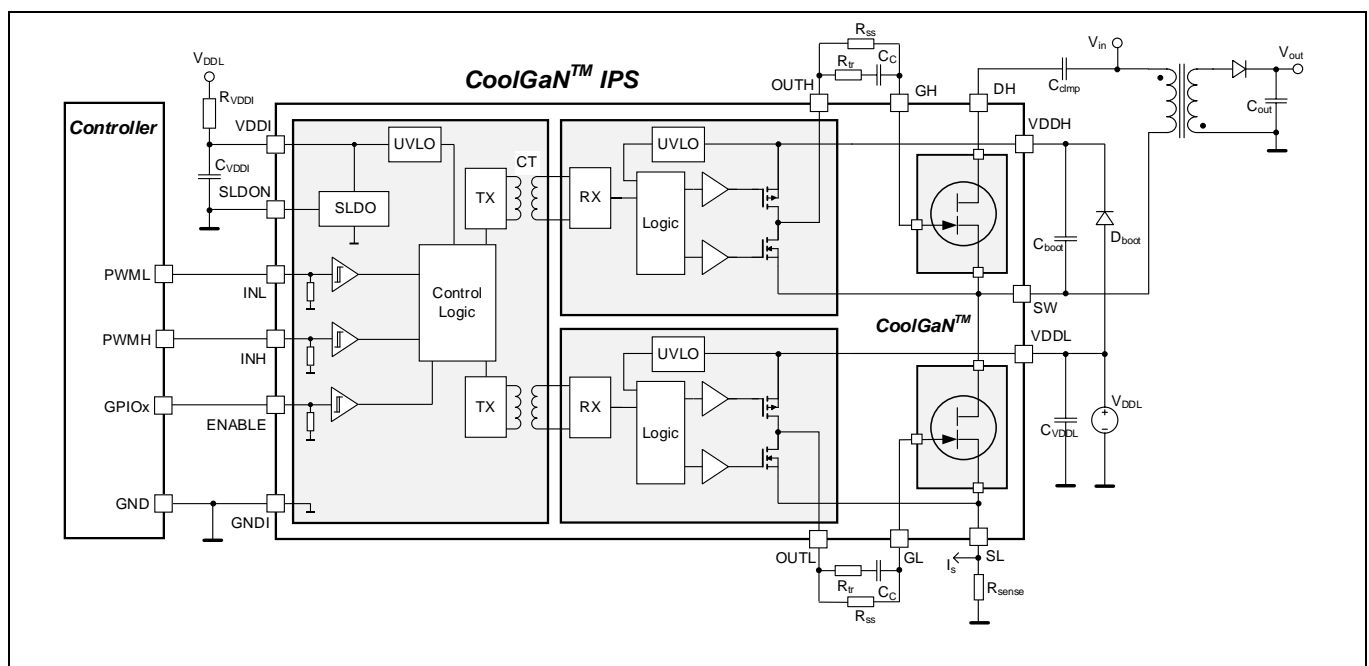 Rss
Rtr
CC
Vin
Vout
VDDL
CoolGaN™ IPS
Cclmp
RVDDI
OUTH
GH
DH
Cout
Controller
VDDI
VDDH
UVLO
UVLO
CVDDI
CT
SLDON
SLDO
TX
RX
Logic
Cboot
Dboot
PWML
INL
Control
Logic
SW
CoolGaN™
VDDL
PWMH
INH
UVLO
GPIOx
ENABLE
TX
RX
Logic
CVDDL
VDDL
GND
GNDI
OUTL
GL
SL
Is
Rtr
CC
Rss
Rsense